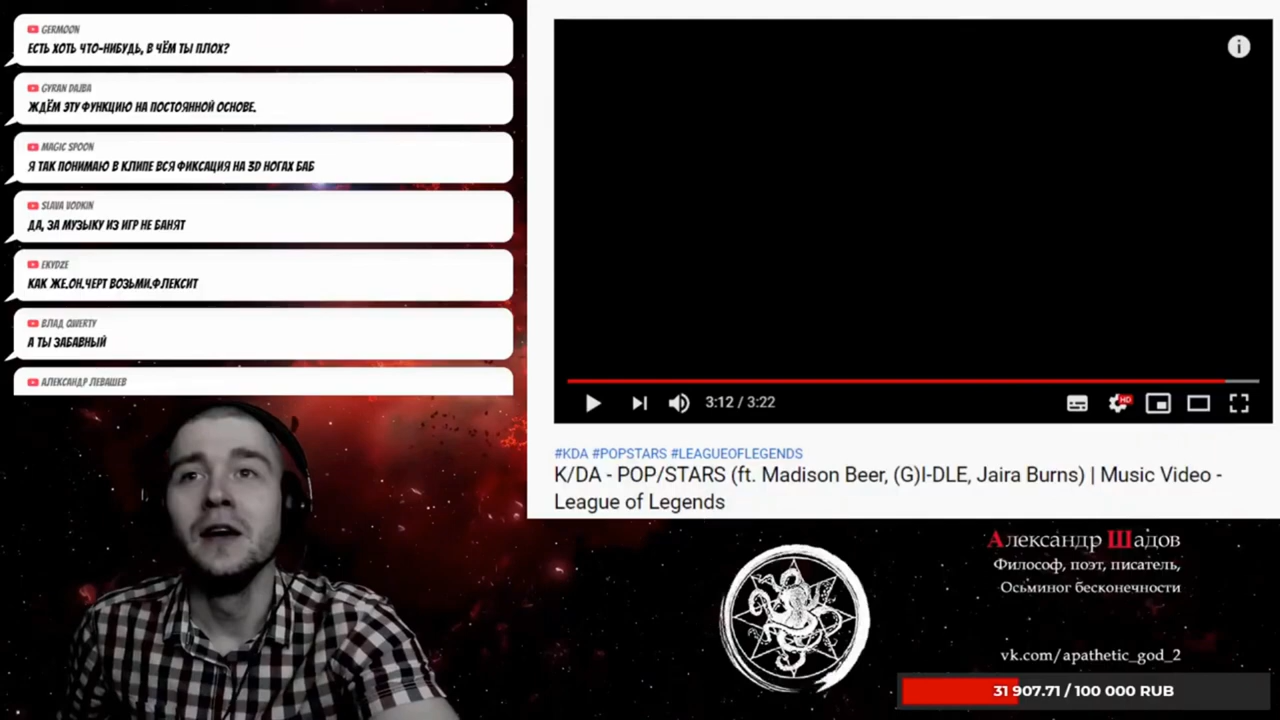 GERMOON
ЕСТЬ ХОТЬ ЧТО-НИБУДЬ, В ЧЁМ ТЫ ПЛОХ?
GYRAN DAJBA
ЖДЁМ ЭТУ ФУНКЦИЮ НА ПОСТОЯННОЙ ОСНОВЕ.
MAGIC SPOON
Я ТАК ПОНИМАЮ В КЛИПЕ ВСЯ ФИКСАЦИЯ НА 3D НОГАХ БАБ
SLAVA VODKIN
ДА, ЗА МУЗЫКУ ИЗ ИГР НЕ БАНЯТ
EKYDZE
КАК ЖЕ.ОН.ЧЕРТ ВОЗЬМИ.ФЛЕКСИТ
ВЛАД QWERTY
А ТЫ ЗАБАВНЫЙ
АЛЕКСАНДР ЛЕВАШЕВ
3:12 / 3:22
HD
#KDA #POPSTARS #LEAGUEOFLEGENDS
K/DA - POP/STARS (ft. Madison Beer, (G)I-DLE, Jaira Burns) | Music Video -
League of Legends
Александр Шадов
Философ, поэт, писатель,
Осьминог бесконечности
vk.com/apathetic_god_2
31 907.71 / 100 000 RUB